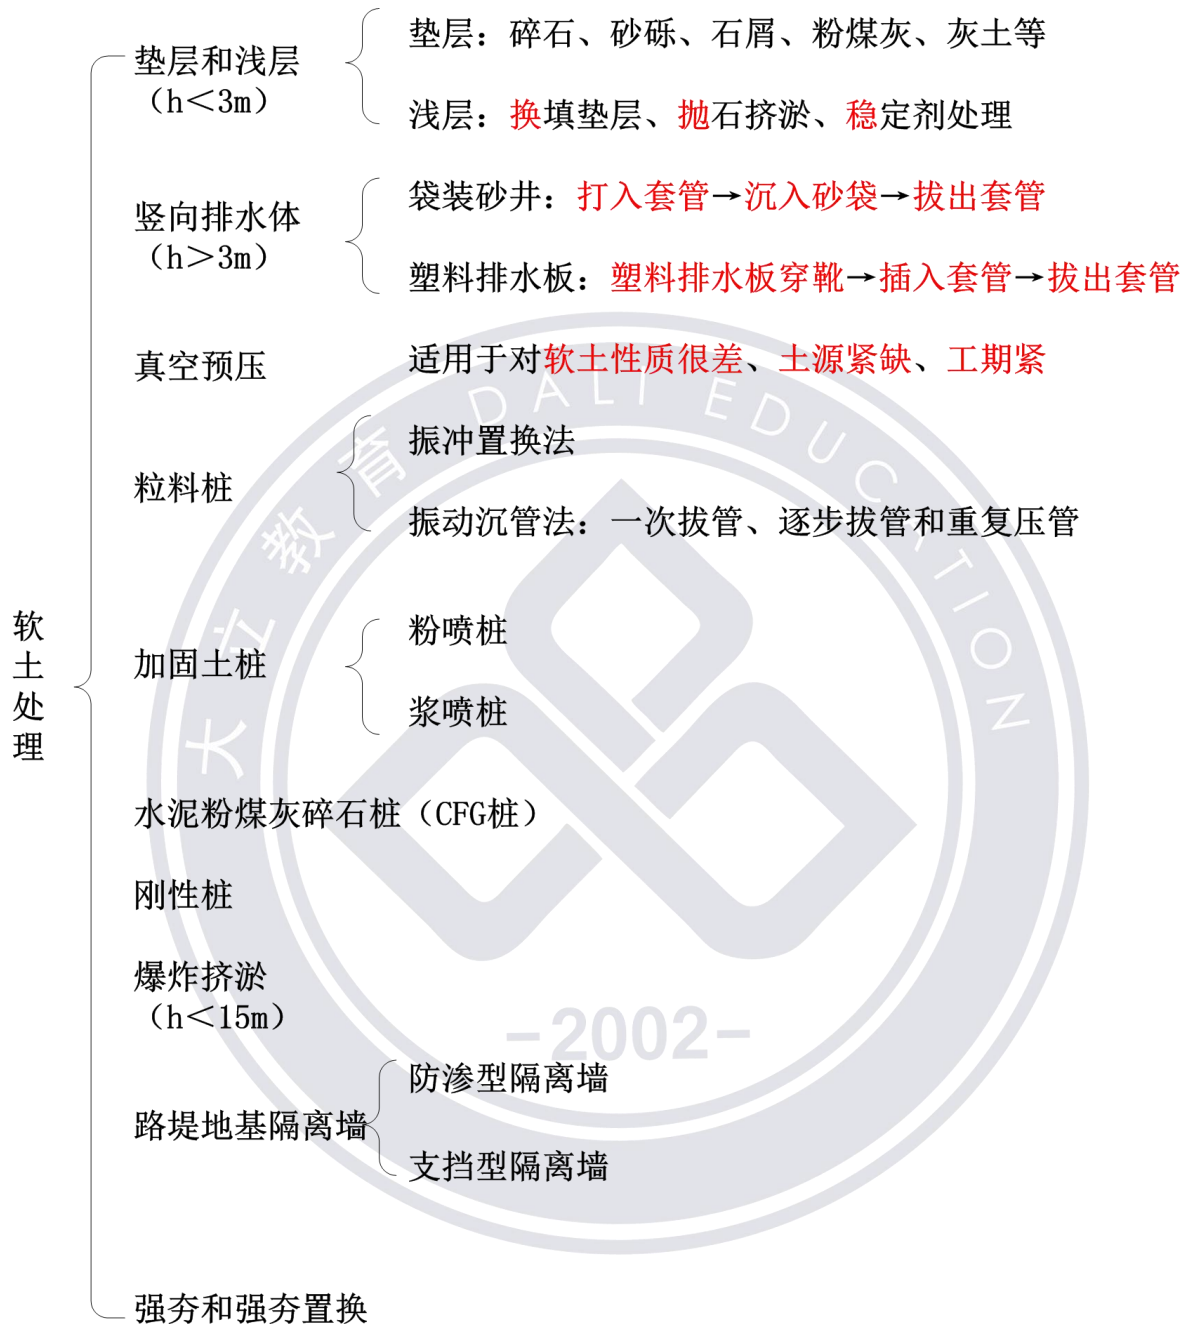 软土处理
垫层和浅层
（h＜3m）
垫层：碎石、砂砾、石屑、粉煤灰、灰土等
浅层：换填垫层、抛石挤淤、稳定剂处理
竖向排水体
（h＞3m）
袋装砂井：打入套管→沉入砂袋→拔出套管
塑料排水板：塑料排水板穿靴→插入套管→拔出套管
真空预压
适用于对软土性质很差、土源紧缺、工期紧
粒料桩
振冲置换法
振动沉管法：一次拔管、逐步拔管和重复压管
加固土桩
粉喷桩
浆喷桩
水泥粉煤灰碎石桩（CFG桩）
刚性桩
爆炸挤淤
（h＜15m）
路堤地基隔离墙
防渗型隔离墙
支挡型隔离墙
强夯和强夯置换
大立教育 DALI EDUCATION
-2002-